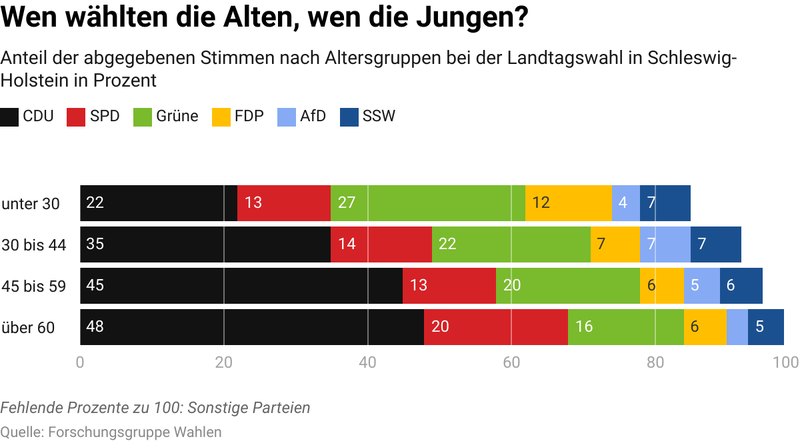 Wen wählten die Alten, wen die Jungen?
Anteil der abgegebenen Stimmen nach Altersgruppen bei der Landtagswahl in Schleswig-
Holstein in Prozent
CDU SPD Grüne FDP AfD SSW
unter 30 22 13 27 12 4 7
30 bis 44 35 14 22 7 7 7
45 bis 59 45 13 20 6 5 6
über 60 48 20 16 6 5
0 20 40 60 80 100
Fehlende Prozente zu 100: Sonstige Parteien
Quelle: Forschungsgruppe Wahlen